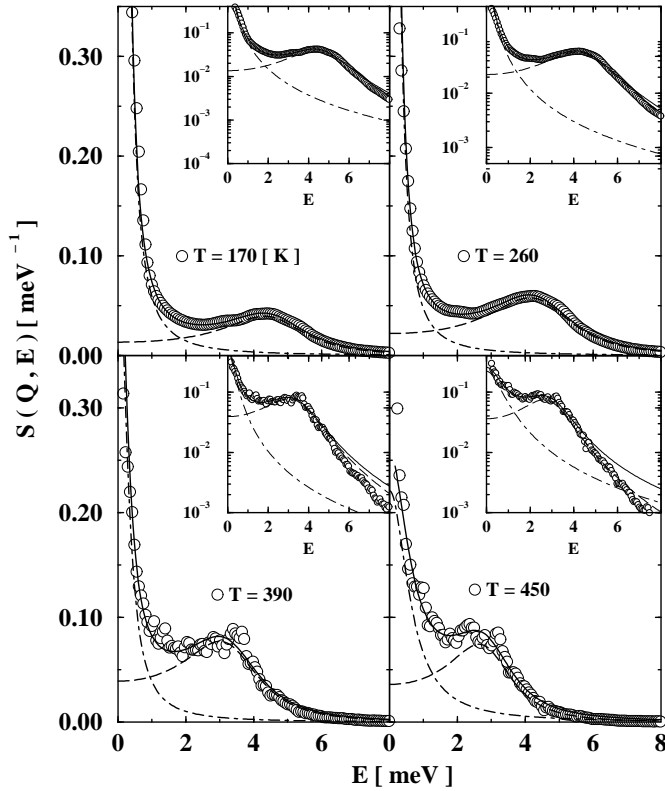 S ( Q , E ) [ meV⁻¹ ]
0.30
0.20
0.10
0.00
10⁻¹
10⁻²
10⁻³
10⁻⁴
0 2 4 6
E
T = 170 [ K ]
10⁻¹
10⁻²
10⁻³
0 2 4 6
E
T = 260
0.30
0.20
0.10
0.00
10⁻¹
10⁻²
10⁻³
0 2 4 6
E
T = 390
10⁻¹
10⁻²
10⁻³
0 2 4 6
E
T = 450
0 2 4 6 0 2 4 6 8
E [ meV ]